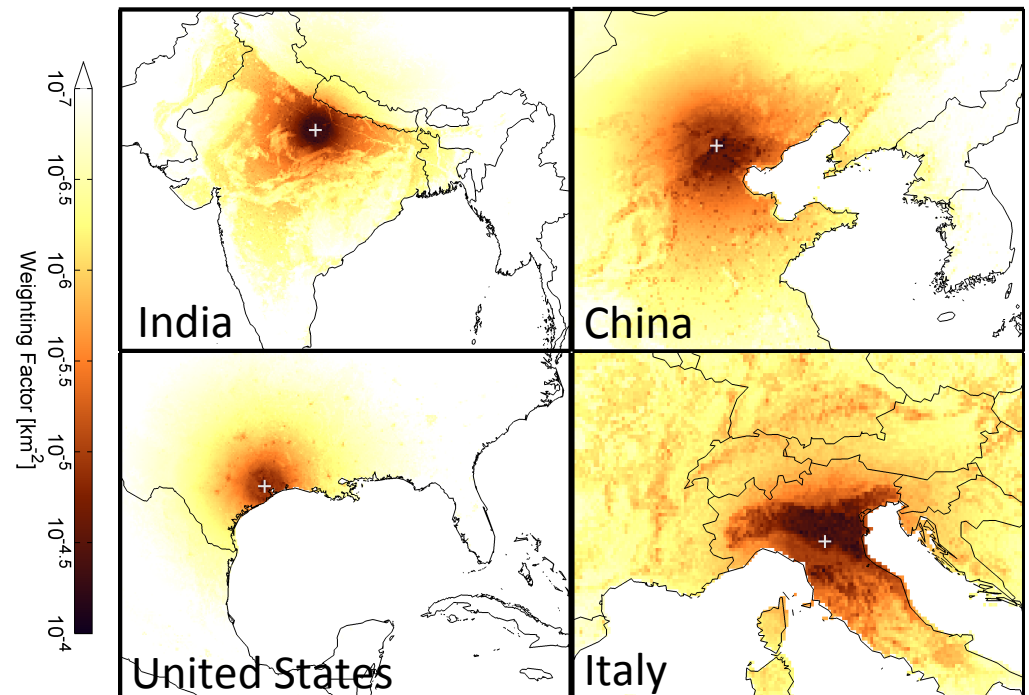 10^-7
10^-6.5
10^-6
10^-5.5
10^-5
10^-4.5
10^-4
Weighting Factor [km^-2]
India
China
United States
Italy